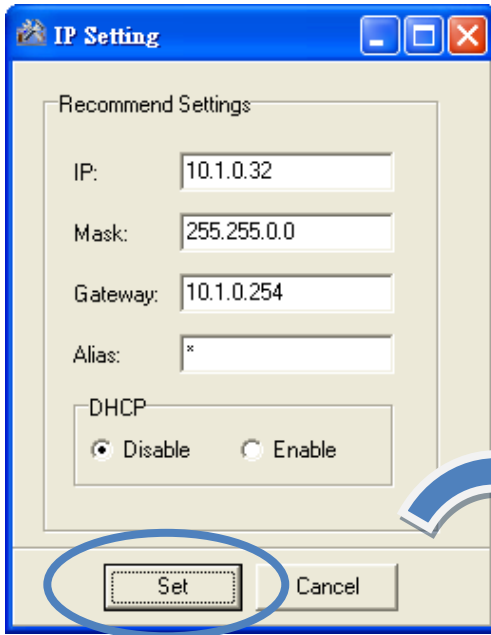 IP Setting
Recommend Settings
IP: 10.1.0.32
Mask: 255.255.0.0
Gateway: 10.1.0.254
Alias: *
DHCP
Disable Enable
Set Cancel